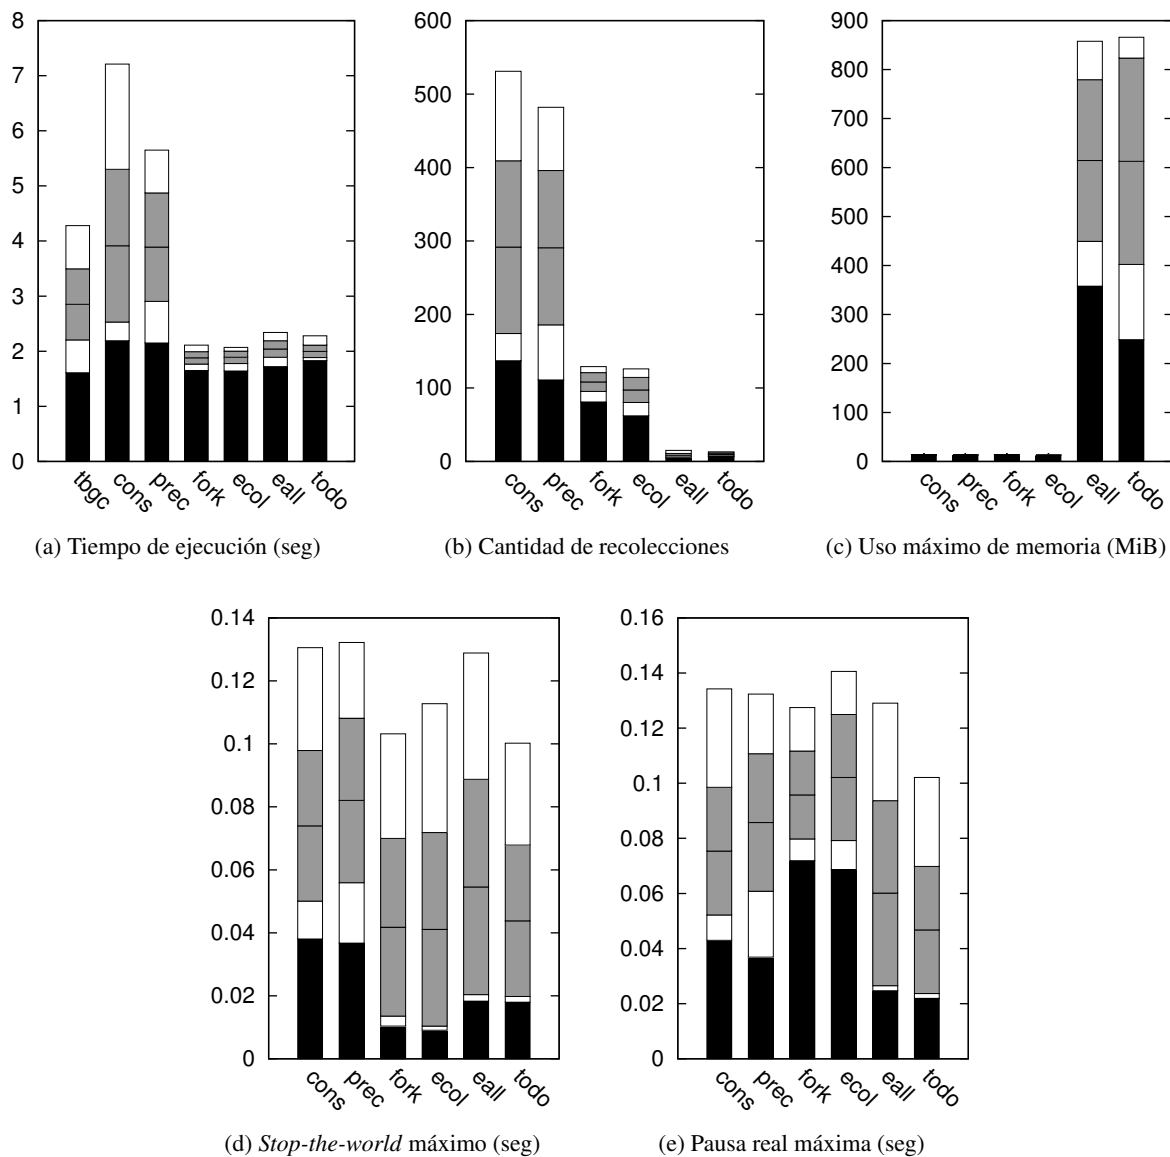 8
7
6
5
4
3
2
1
0
tbgc
cons
prec
fork
ecol
eall
todo
(a) Tiempo de ejecución (seg)
600
500
400
300
200
100
0
cons
prec
fork
ecol
eall
todo
(b) Cantidad de recolecciones
900
800
700
600
500
400
300
200
100
0
cons
prec
fork
ecol
eall
todo
(c) Uso máximo de memoria (MiB)
0.14
0.12
0.1
0.08
0.06
0.04
0.02
0
cons
prec
fork
ecol
eall
todo
(d) Stop-the-world máximo (seg)
0.16
0.14
0.12
0.1
0.08
0.06
0.04
0.02
0
cons
prec
fork
ecol
eall
todo
(e) Pausa real máxima (seg)